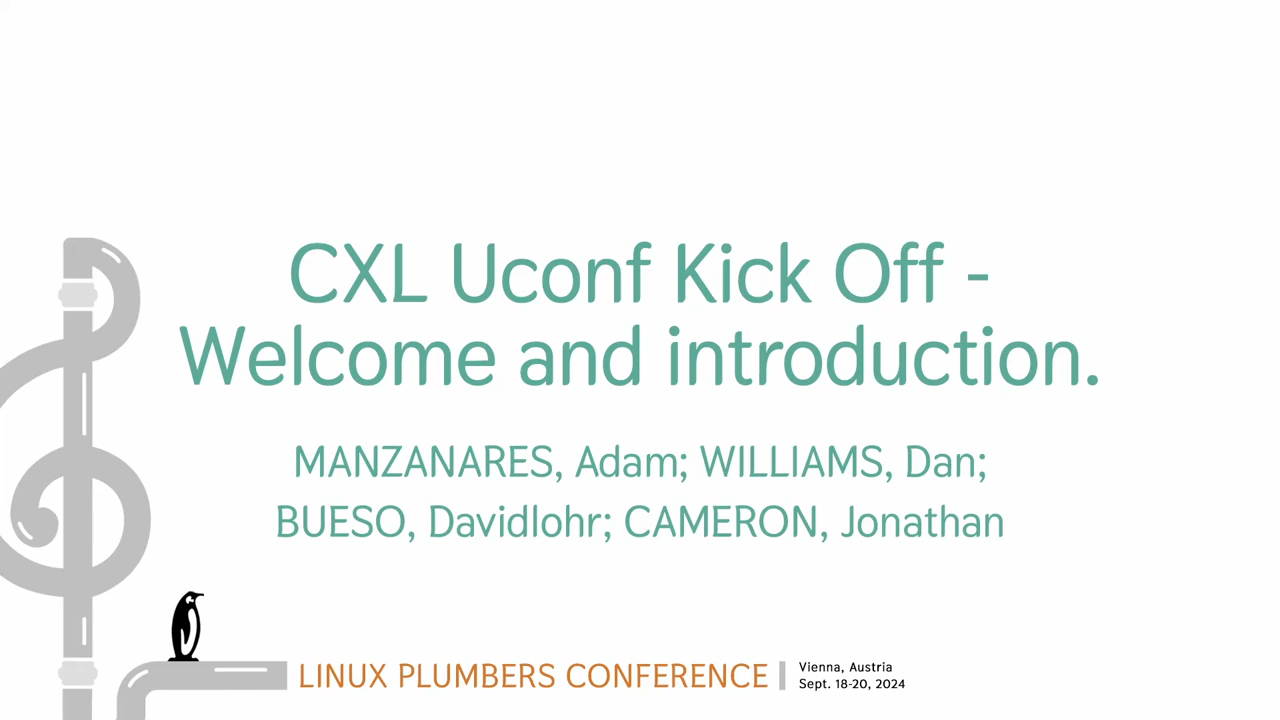 CXL Uconf Kick Off -
Welcome and introduction.
MANZANARES, Adam; WILLIAMS, Dan;
BUESO, Davidlohr; CAMERON, Jonathan
LINUX PLUMBERS CONFERENCE
Vienna, Austria
Sept. 18-20, 2024